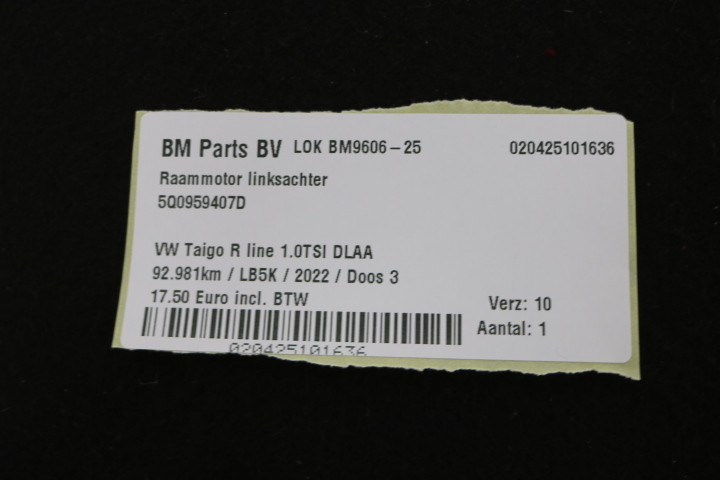 BM Parts BV LOK BM9606-25 020425101636
Raammotor linksachter
5Q0959407D
VW Taigo R line 1.0TSI DLAA
92.981km / LB5K / 2022 / Doos 3
17.50 Euro incl. BTW
Verz: 10
Aantal: 1
020425101636